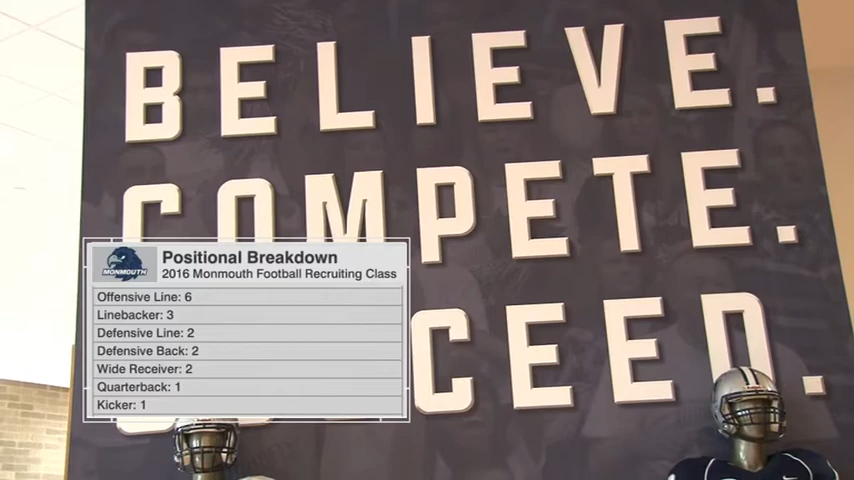 BELIEVE.
COMPETE.
CEED.
MONMOUTH
Positional Breakdown
2016 Monmouth Football Recruiting Class
Offensive Line: 6
Linebacker: 3
Defensive Line: 2
Defensive Back: 2
Wide Receiver: 2
Quarterback: 1
Kicker: 1